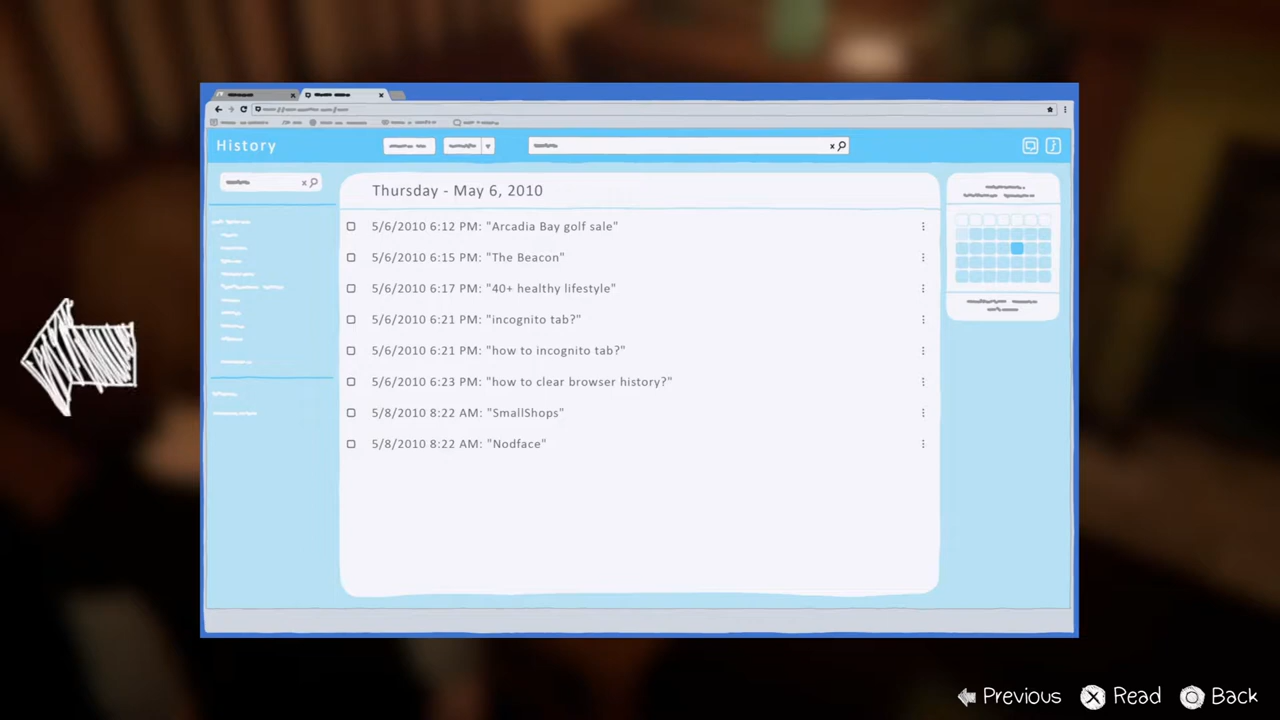 History
Thursday - May 6, 2010
5/6/2010 6:12 PM: "Arcadia Bay golf sale"
5/6/2010 6:15 PM: "The Beacon"
5/6/2010 6:17 PM: "40+ healthy lifestyle"
5/6/2010 6:21 PM: "incognito tab?"
5/6/2010 6:21 PM: "how to incognito tab?"
5/6/2010 6:23 PM: "how to clear browser history?"
5/8/2010 8:22 AM: "SmallShops"
5/8/2010 8:22 AM: "Nodface"
Previous Read Back